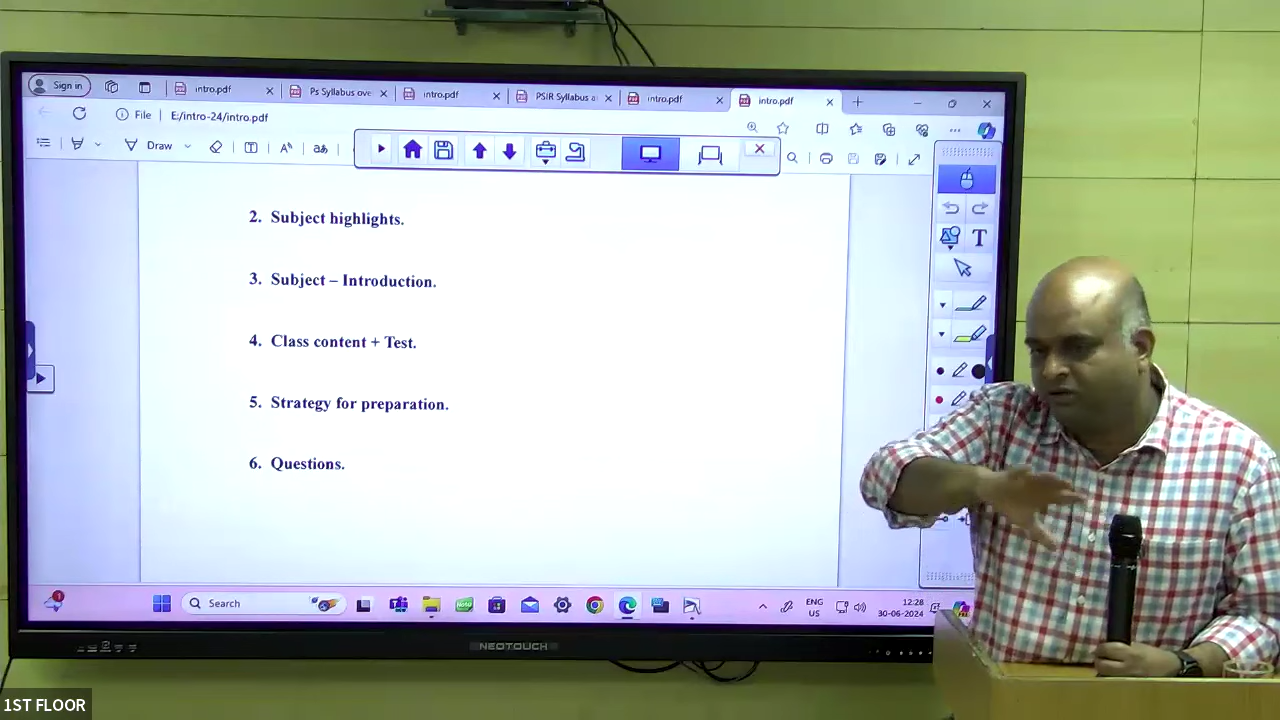 Sign in
intro.pdf
Ps Syllabus ove
intro.pdf
PSIR Syllabus a
intro.pdf
intro.pdf
File
E:/intro-24/intro.pdf
Draw
2. Subject highlights.
3. Subject – Introduction.
4. Class content + Test.
5. Strategy for preparation.
6. Questions.
Search
ENG
US
12:28
30-06-2024
NEOTOUCH
1ST FLOOR